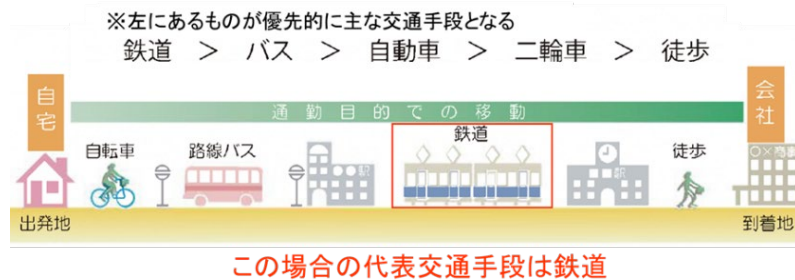 ※左にあるものが優先的に主な交通手段となる
鉄道 ＞ バス ＞ 自動車 ＞ 二輪車 ＞ 徒歩
自宅
会社
通勤目的での移動
自転車
路線バス
鉄道
徒歩
駅
駅
出発地
到着地
この場合の代表交通手段は鉄道